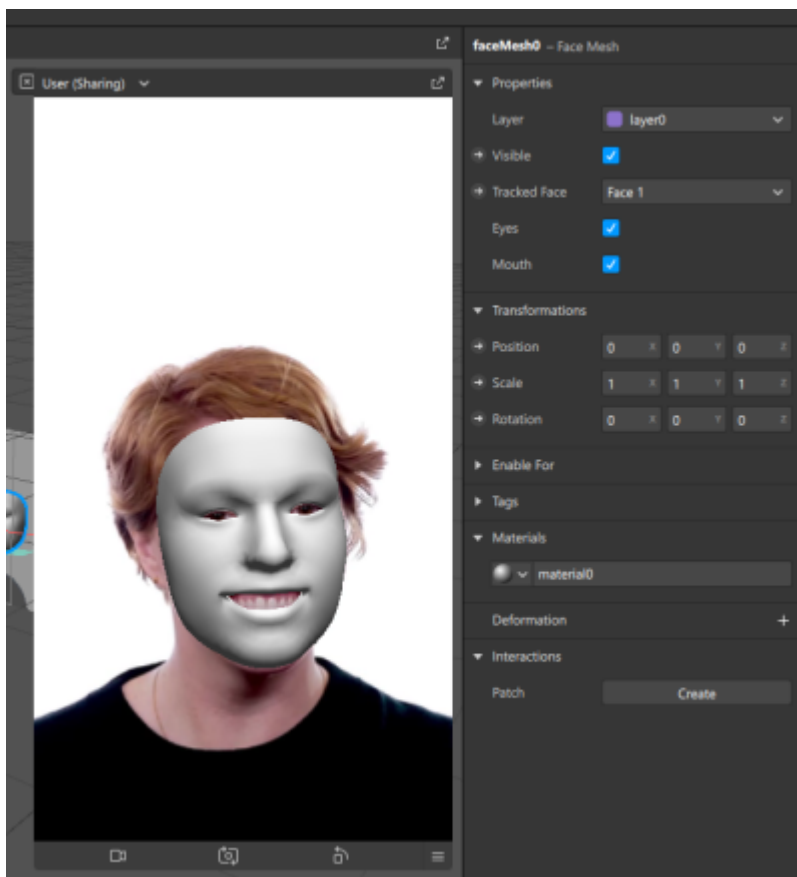 faceMesh0 – Face Mesh
User (Sharing)
Properties
Layer layer0
Visible
Tracked Face Face 1
Eyes
Mouth
Transformations
Position 0 X 0 Y 0 Z
Scale 1 X 1 Y 1 Z
Rotation 0 X 0 Y 0 Z
Enable For
Tags
Materials
material0
Deformation +
Interactions
Patch Create